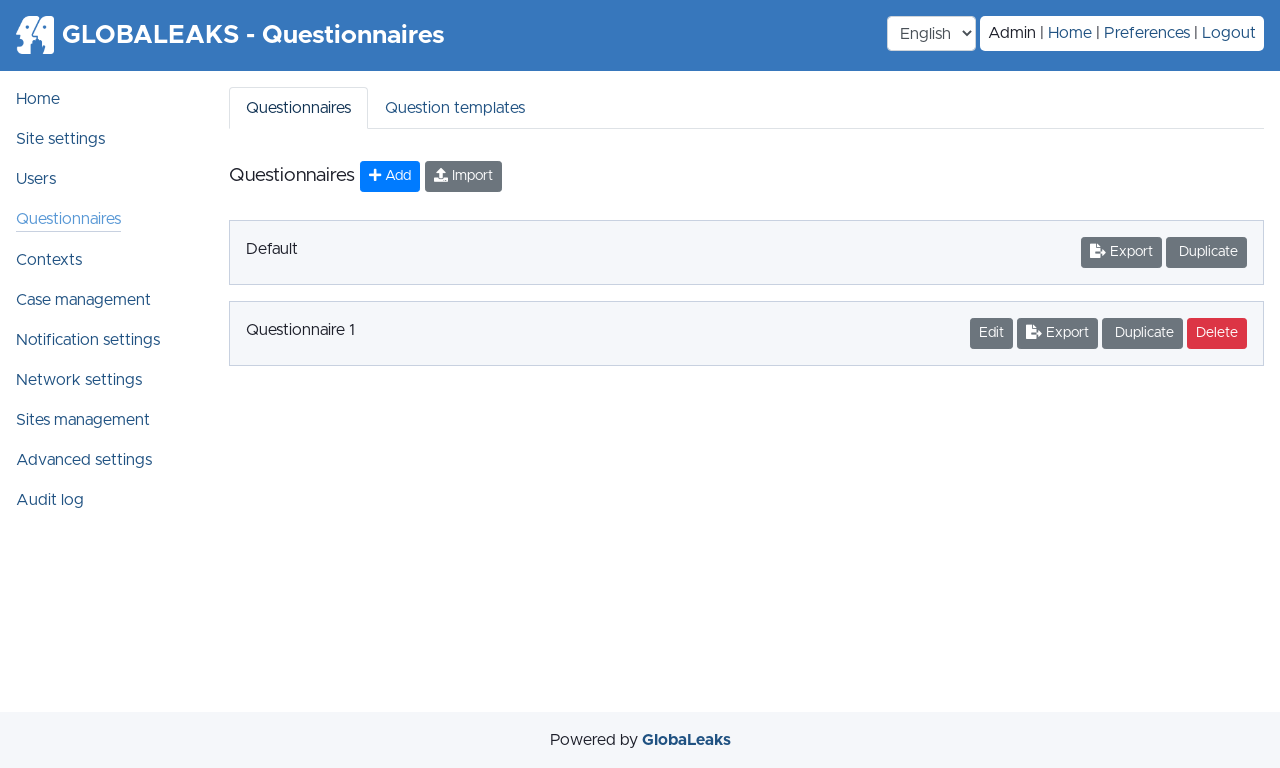 GLOBALEAKS - Questionnaires
English
Admin | Home | Preferences | Logout
Home
Site settings
Users
Questionnaires
Contexts
Case management
Notification settings
Network settings
Sites management
Advanced settings
Audit log
Questionnaires
Question templates
Questionnaires
Add
Import
Default
Export
Duplicate
Questionnaire 1
Edit
Export
Duplicate
Delete
Powered by GlobaLeaks